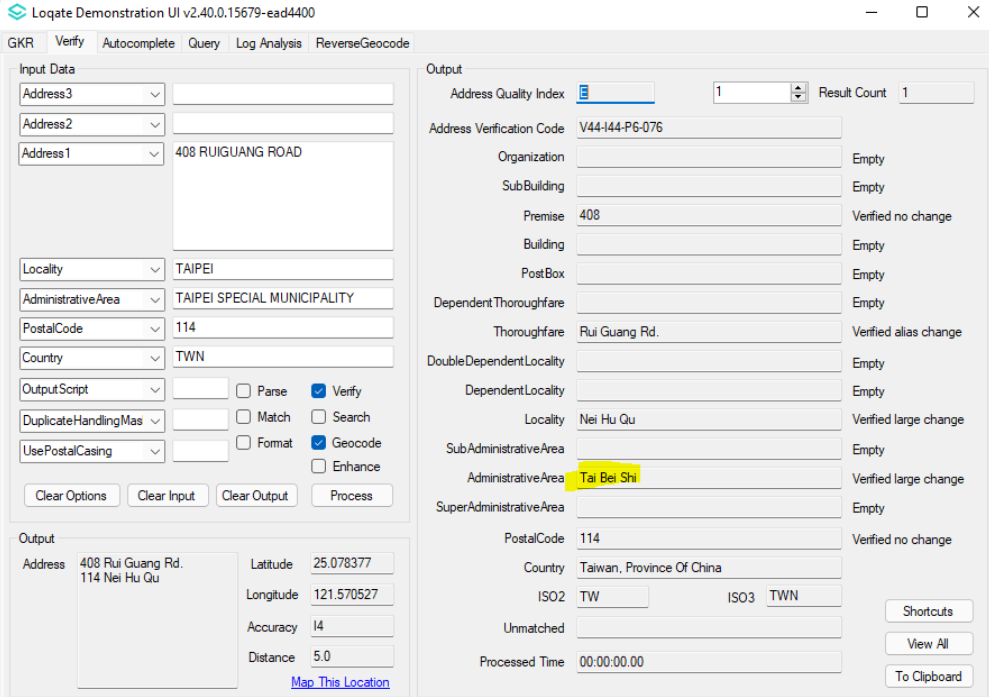 Loqate Demonstration UI v2.40.0.15679-ead4400
GKR Verify Autocomplete Query Log Analysis ReverseGeocode
Input Data
Address3
Address2
Address1 408 RUIGUANG ROAD
Locality TAIPEI
AdministrativeArea TAIPEI SPECIAL MUNICIPALITY
PostalCode 114
Country TWN
OutputScript Parse Verify
DuplicateHandlingMas Match Search
UsePostalCasing Format Geocode
Enhance
Clear Options Clear Input Clear Output Process
Output
Address 408 Rui Guang Rd.
114 Nei Hu Qu
Latitude 25.078377
Longitude 121.570527
Accuracy I4
Distance 5.0
Map This Location
Output
Address Quality Index E 1 Result Count 1
Address Verification Code V44-I44-P6-076
Organization Empty
SubBuilding Empty
Premise 408 Verified no change
Building Empty
PostBox Empty
DependentThoroughfare Empty
Thoroughfare Rui Guang Rd. Verified alias change
DoubleDependentLocality Empty
DependentLocality Empty
Locality Nei Hu Qu Verified large change
SubAdministrativeArea Empty
AdministrativeArea Tai Bei Shi Verified large change
SuperAdministrativeArea Empty
PostalCode 114 Verified no change
Country Taiwan, Province Of China
ISO2 TW ISO3 TWN
Unmatched
Processed Time 00:00:00.00
Shortcuts
View All
To Clipboard